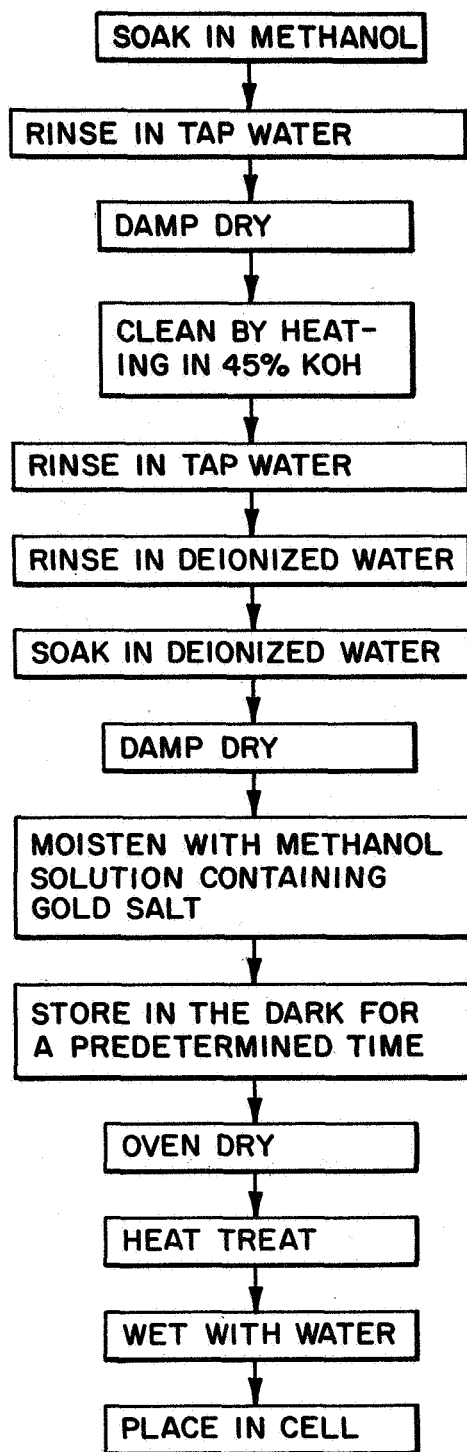 SOAK IN METHANOL
RINSE IN TAP WATER
DAMP DRY
CLEAN BY HEAT-
ING IN 45% KOH
RINSE IN TAP WATER
RINSE IN DEIONIZED WATER
SOAK IN DEIONIZED WATER
DAMP DRY
MOISTEN WITH METHANOL
SOLUTION CONTAINING
GOLD SALT
STORE IN THE DARK FOR
A PREDETERMINED TIME
OVEN DRY
HEAT TREAT
WET WITH WATER
PLACE IN CELL